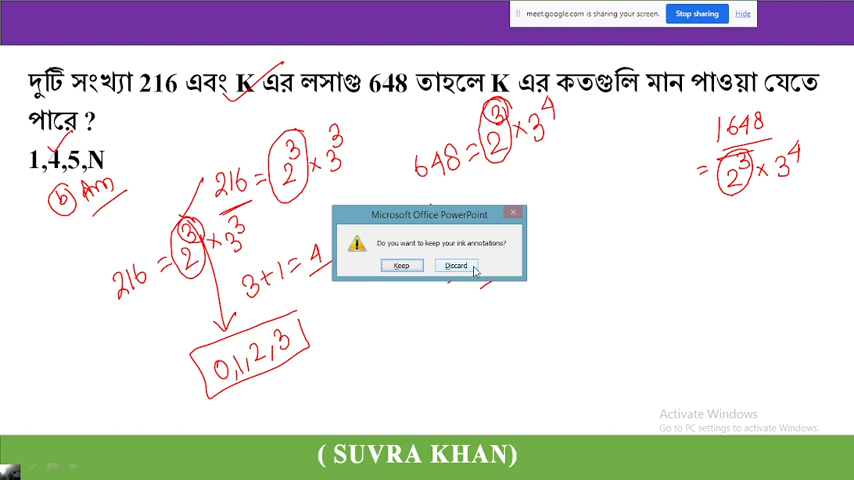 meet.google.com is sharing your screen. Stop sharing Hide
দুটি সংখ্যা 216 এবং K এর লসাগু 648 তাহলে K এর কতগুলি মান পাওয়া যেতে
পারে ?
1,4,5,N
(b) Ans
216 = 2³ × 3³
648 = 2³ × 3⁴
1648
= 2³ × 3⁴
216 = 2³ × 3³
3+1 = 4
0,1,2,3
Microsoft Office PowerPoint
Do you want to keep your ink annotations?
Keep Discard
Activate Windows
Go to PC settings to activate Windows.
( SUVRA KHAN)